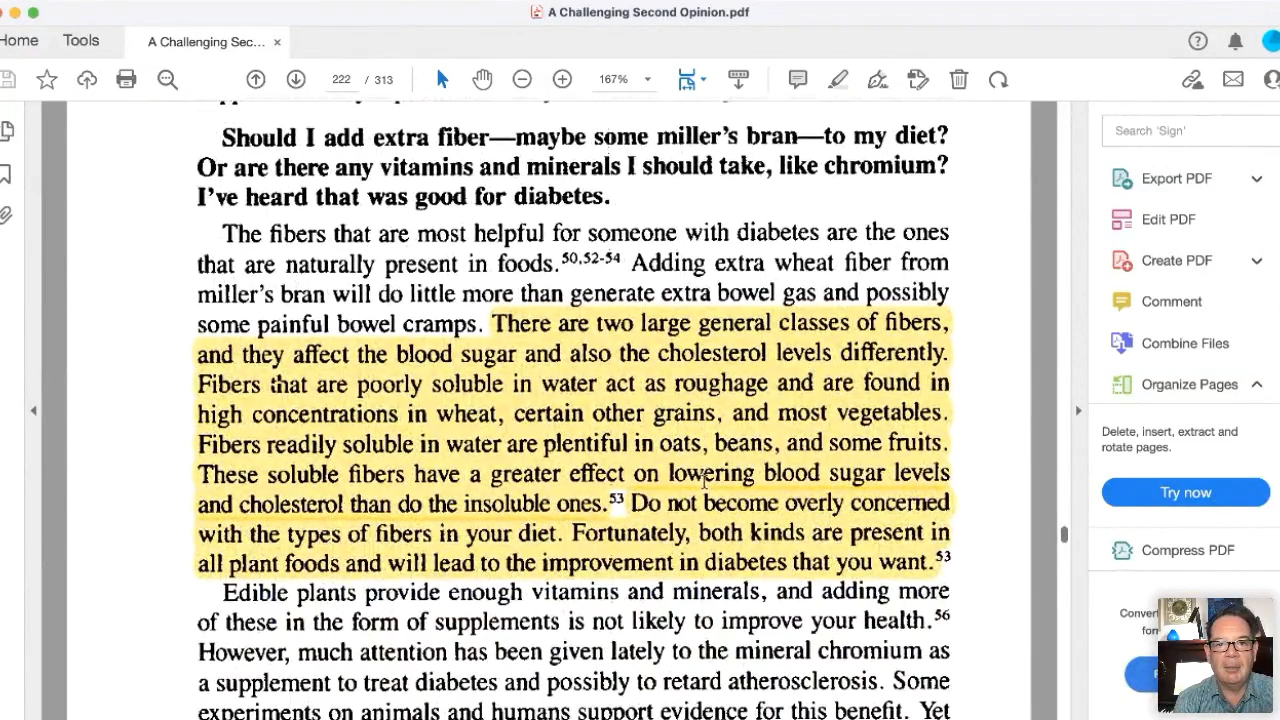 A Challenging Second Opinion.pdf
Home Tools A Challenging Sec... ×
222 / 313 167%
Should I add extra fiber—maybe some miller's bran—to my diet?
Or are there any vitamins and minerals I should take, like chromium?
I've heard that was good for diabetes.
The fibers that are most helpful for someone with diabetes are the ones
that are naturally present in foods.50,52-54 Adding extra wheat fiber from
miller's bran will do little more than generate extra bowel gas and possibly
some painful bowel cramps. There are two large general classes of fibers,
and they affect the blood sugar and also the cholesterol levels differently.
Fibers that are poorly soluble in water act as roughage and are found in
high concentrations in wheat, certain other grains, and most vegetables.
Fibers readily soluble in water are plentiful in oats, beans, and some fruits.
These soluble fibers have a greater effect on lowering blood sugar levels
and cholesterol than do the insoluble ones.53 Do not become overly concerned
with the types of fibers in your diet. Fortunately, both kinds are present in
all plant foods and will lead to the improvement in diabetes that you want.53
Edible plants provide enough vitamins and minerals, and adding more
of these in the form of supplements is not likely to improve your health.56
However, much attention has been given lately to the mineral chromium as
a supplement to treat diabetes and possibly to retard atherosclerosis. Some
experiments on animals and humans support evidence for this benefit. Yet
Search 'Sign'
Export PDF
Edit PDF
Create PDF
Comment
Combine Files
Organize Pages
Delete, insert, extract and
rotate pages.
Try now
Compress PDF